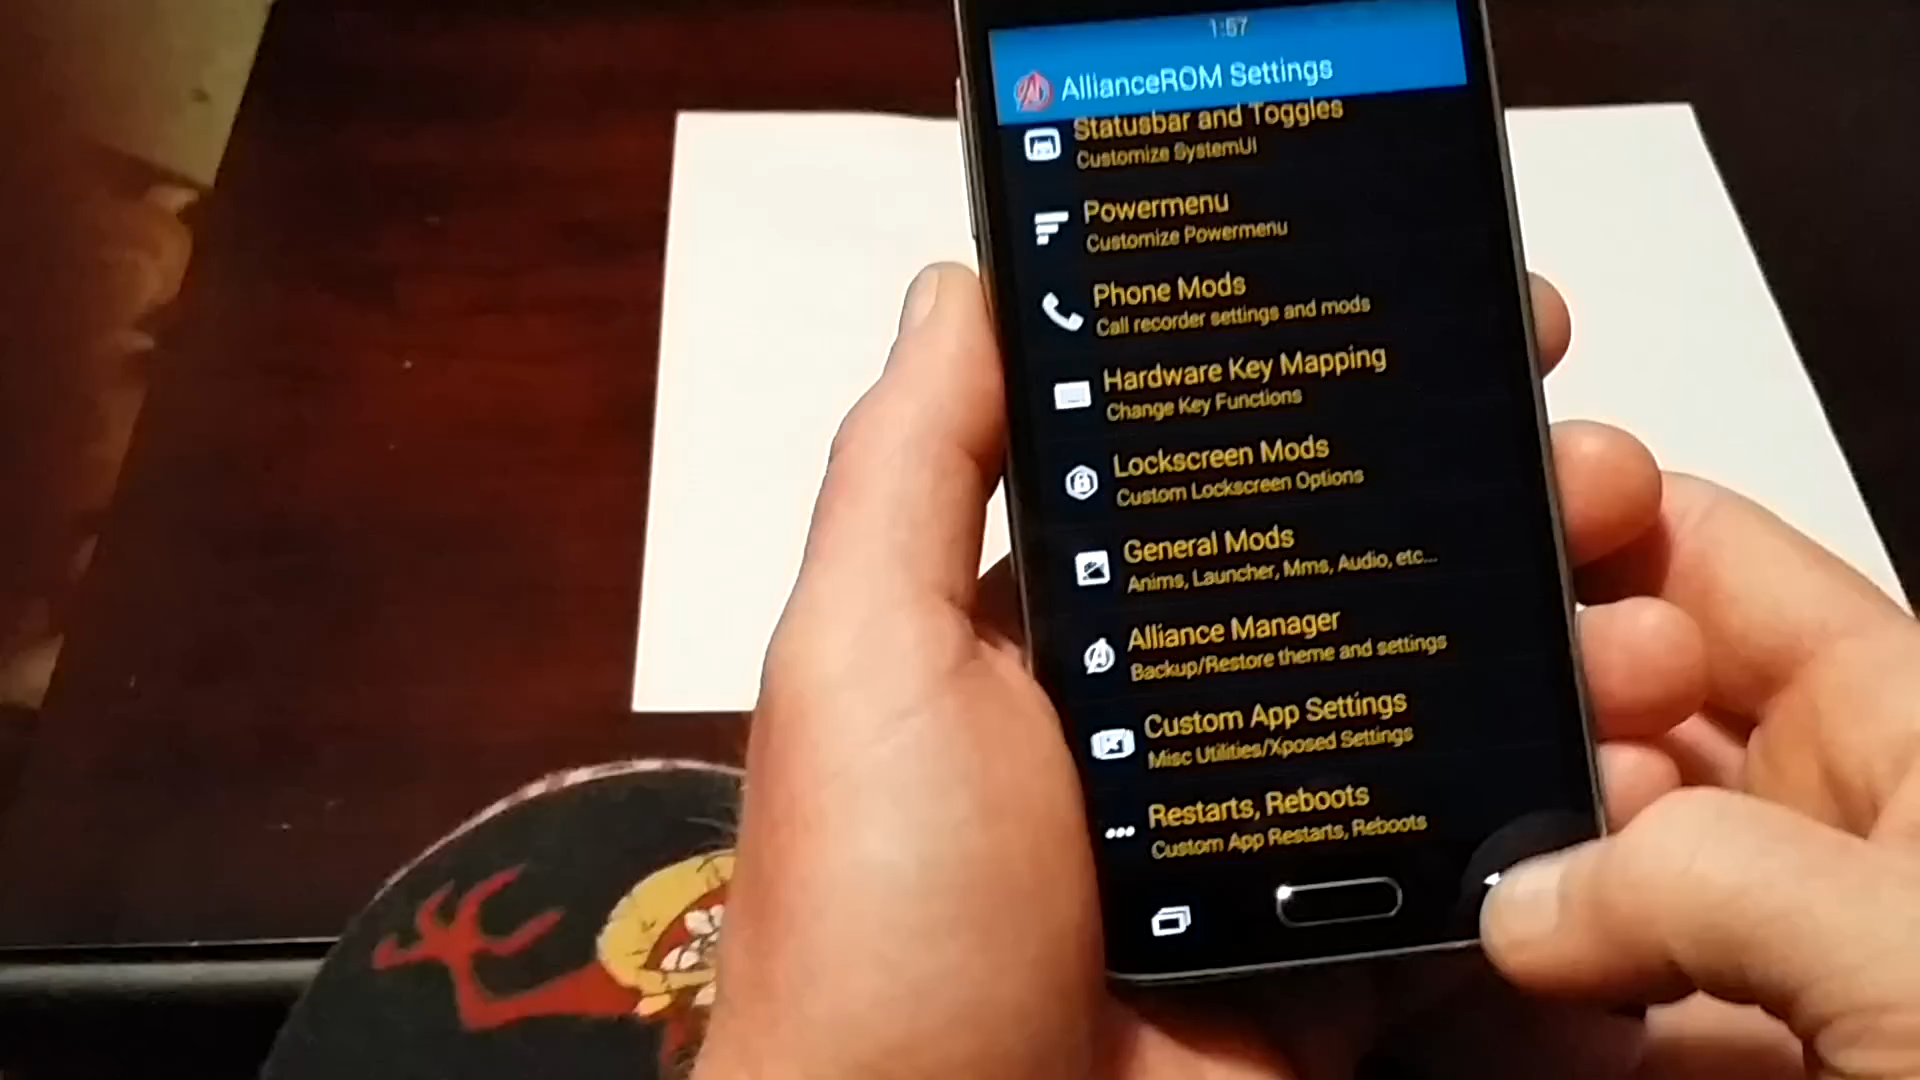 1:57
AllianceROM Settings
Statusbar and Toggles
Customize SystemUI
Powermenu
Customize Powermenu
Phone Mods
Call recorder settings and mods
Hardware Key Mapping
Change Key Functions
Lockscreen Mods
Custom Lockscreen Options
General Mods
Anims, Launcher, Mms, Audio, etc...
Alliance Manager
Backup/Restore theme and settings
Custom App Settings
Misc Utilities/Xposed Settings
Restarts, Reboots
Custom App Restarts, Reboots